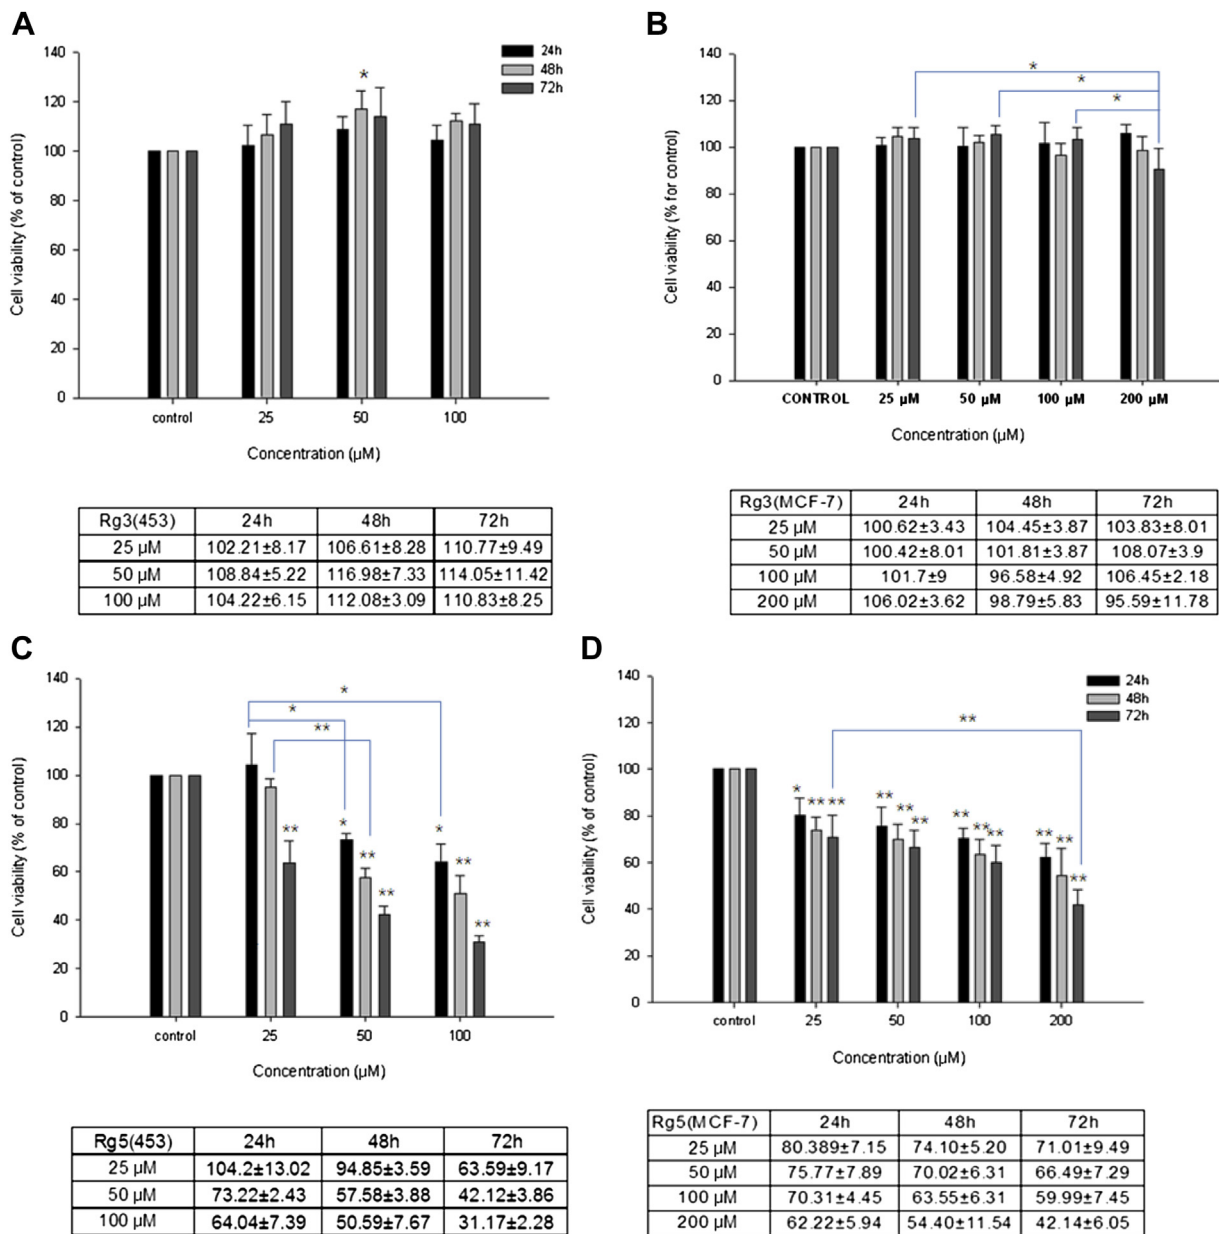 A
140
120
100
80
60
40
20
0
Cell viability (% of control)
*
24h
48h
72h
control 25 50 100
Concentration (µM)
Rg3(453) 24h 48h 72h
25 µM 102.21±8.17 106.61±8.28 110.77±9.49
50 µM 108.84±5.22 116.98±7.33 114.05±11.42
100 µM 104.22±6.15 112.08±3.09 110.83±8.25
B
140
120
100
80
60
40
20
0
Cell viability (% for control)
*
*
*
CONTROL 25 µM 50 µM 100 µM 200 µM
Concentration (µM)
Rg3(MCF-7) 24h 48h 72h
25 µM 100.62±3.43 104.45±3.87 103.83±8.01
50 µM 100.42±8.01 101.81±3.87 108.07±3.9
100 µM 101.7±9 96.58±4.92 106.45±2.18
200 µM 106.02±3.62 98.79±5.83 95.59±11.78
C
140
120
100
80
60
40
20
0
Cell viability (% of control)
*
*
**
** * ** ** * ** **
control 25 50 100
Concentration (µM)
Rg5(453) 24h 48h 72h
25 µM 104.2±13.02 94.85±3.59 63.59±9.17
50 µM 73.22±2.43 57.58±3.88 42.12±3.86
100 µM 64.04±7.39 50.59±7.67 31.17±2.28
D
140
120
100
80
60
40
20
0
Cell viability (% of control)
24h
48h
72h
**
* ** ** ** ** ** ** ** ** ** ** **
control 25 50 100 200
Concentration (µM)
Rg5(MCF-7) 24h 48h 72h
25 µM 80.389±7.15 74.10±5.20 71.01±9.49
50 µM 75.77±7.89 70.02±6.31 66.49±7.29
100 µM 70.31±4.45 63.55±6.31 59.99±7.45
200 µM 62.22±5.94 54.40±11.54 42.14±6.05